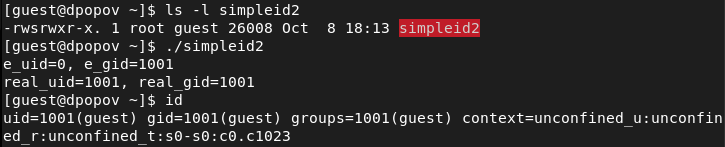 [guest@dpopov ~]$ ls -l simpleid2
-rwsrwxr-x. 1 root guest 26008 Oct  8 18:13 simpleid2
[guest@dpopov ~]$ ./simpleid2
e_uid=0, e_gid=1001
real_uid=1001, real_gid=1001
[guest@dpopov ~]$ id
uid=1001(guest) gid=1001(guest) groups=1001(guest) context=unconfined_u:unconfin
ed_r:unconfined_t:s0-s0:c0.c1023